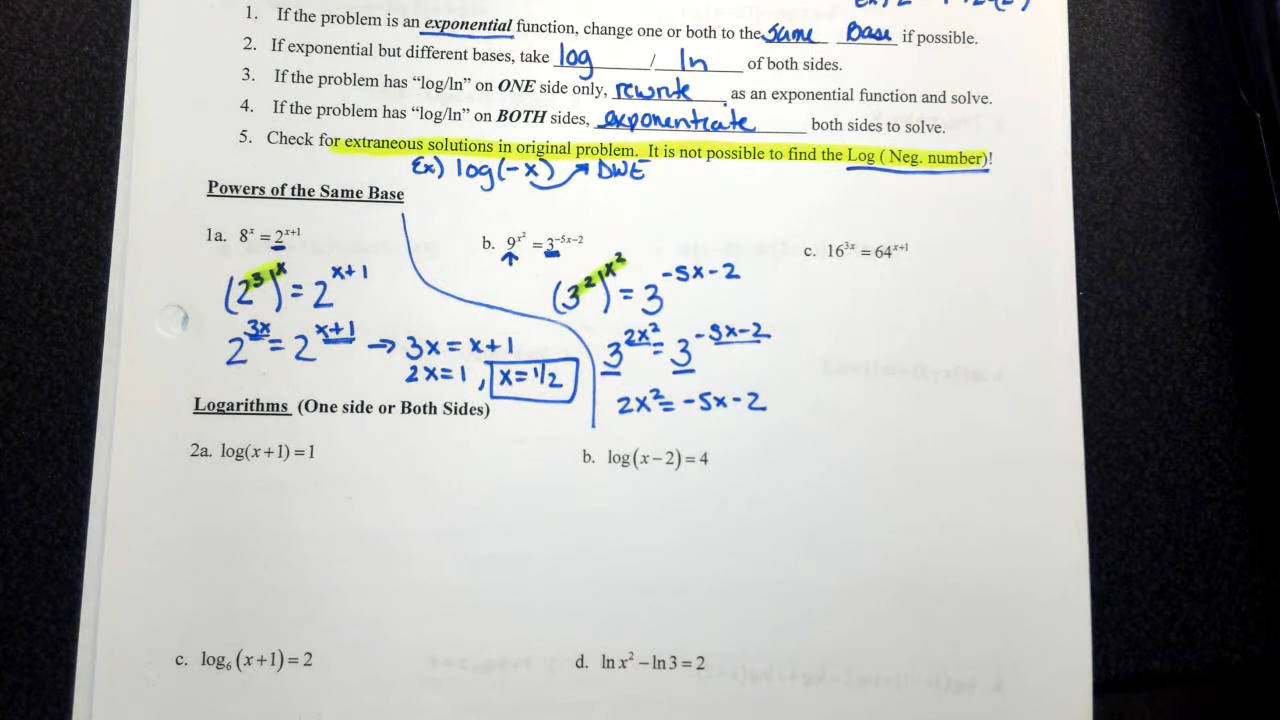 1. If the problem is an exponential function, change one or both to the same Base if possible.
2. If exponential but different bases, take log / ln of both sides.
3. If the problem has “log/ln” on ONE side only, rewrite as an exponential function and solve.
4. If the problem has “log/ln” on BOTH sides, exponentiate both sides to solve.
5. Check for extraneous solutions in original problem. It is not possible to find the Log ( Neg. number)!
Ex) log(-x) → DNE
Powers of the Same Base
1a. 8^x = 2^(x+1)
b. 9^(x²) = 3^(-5x-2)
c. 16^(3x) = 64^(x+1)
(2^3)^x = 2^(x+1)
2^(3x) = 2^(x+1) → 3x = x+1
2x=1, x=1/2
(3^2)^(x²) = 3^(-5x-2)
3^(2x²) = 3^(-5x-2)
2x² = -5x-2
Logarithms (One side or Both Sides)
2a. log(x+1)=1
b. log(x-2)=4
c. log₆(x+1)=2
d. ln x² - ln 3 = 2